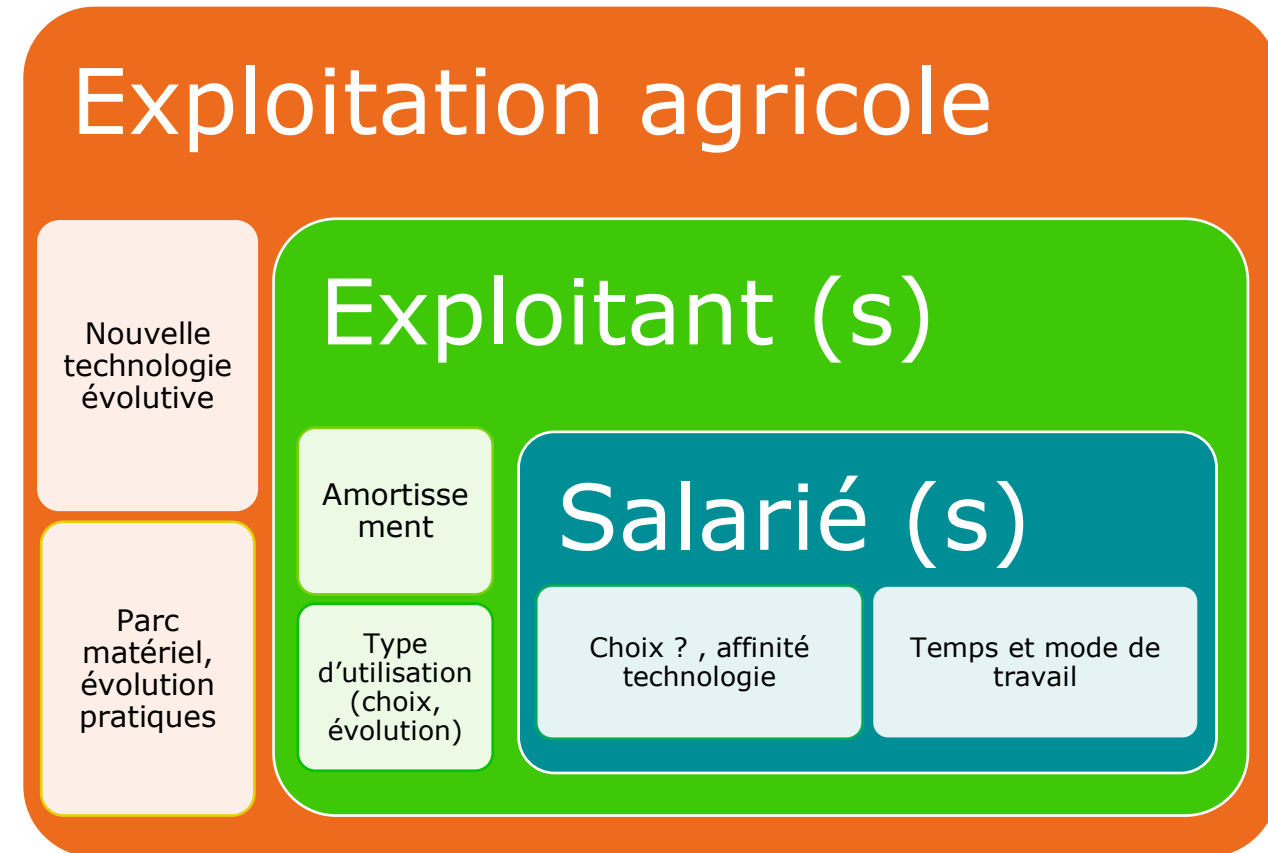 Exploitation agricole
Nouvelle
technologie
évolutive
Parc
matériel,
évolution
pratiques
Exploitant (s)
Amortisse
ment
Type
d’utilisation
(choix,
évolution)
Salarié (s)
Choix ? , affinité
technologie
Temps et mode de
travail